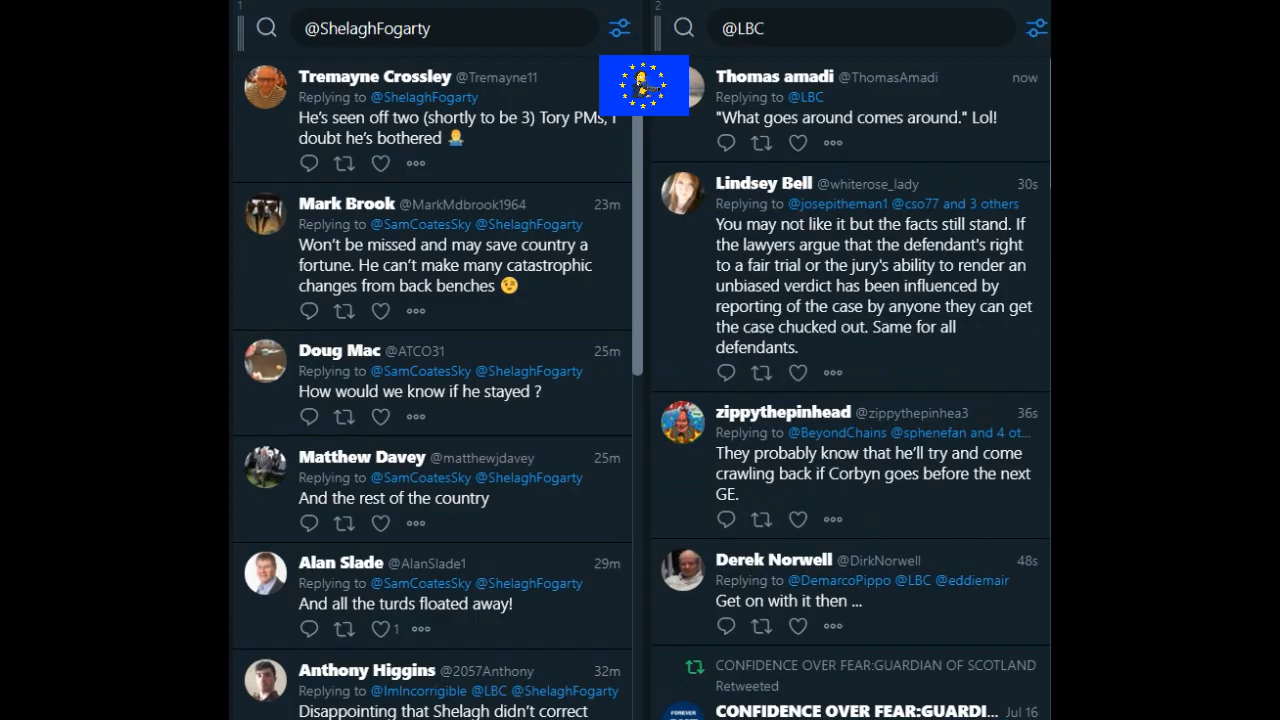 1
@ShelaghFogarty
Tremayne Crossley @Tremayne11
Replying to @ShelaghFogarty
He's seen off two (shortly to be 3) Tory PMs, I
doubt he's bothered 🤷‍♂️
Mark Brook @MarkMdbrook1964 23m
Replying to @SamCoatesSky @ShelaghFogarty
Won't be missed and may save country a
fortune. He can't make many catastrophic
changes from back benches 😉
Doug Mac @ATCO31 25m
Replying to @SamCoatesSky @ShelaghFogarty
How would we know if he stayed ?
Matthew Davey @matthewjdavey 25m
Replying to @SamCoatesSky @ShelaghFogarty
And the rest of the country
Alan Slade @AlanSlade1 29m
Replying to @SamCoatesSky @ShelaghFogarty
And all the turds floated away!
1
Anthony Higgins @2057Anthony 32m
Replying to @ImIncorrigible @LBC @ShelaghFogarty
Disappointing that Shelagh didn't correct
2
@LBC
Thomas amadi @ThomasAmadi now
Replying to @LBC
"What goes around comes around." Lol!
Lindsey Bell @whiterose_lady 30s
Replying to @josepitheman1 @cso77 and 3 others
You may not like it but the facts still stand. If
the lawyers argue that the defendant's right
to a fair trial or the jury's ability to render an
unbiased verdict has been influenced by
reporting of the case by anyone they can get
the case chucked out. Same for all
defendants.
zippythepinhead @zippythepinhea3 36s
Replying to @BeyondChains @sphenefan and 4 ot...
They probably know that he'll try and come
crawling back if Corbyn goes before the next
GE.
Derek Norwell @DirkNorwell 48s
Replying to @DemarcoPippo @LBC @eddiemair
Get on with it then ...
CONFIDENCE OVER FEAR:GUARDIAN OF SCOTLAND
Retweeted
CONFIDENCE OVER FEAR:GUARDI... Jul 16
FOREVER